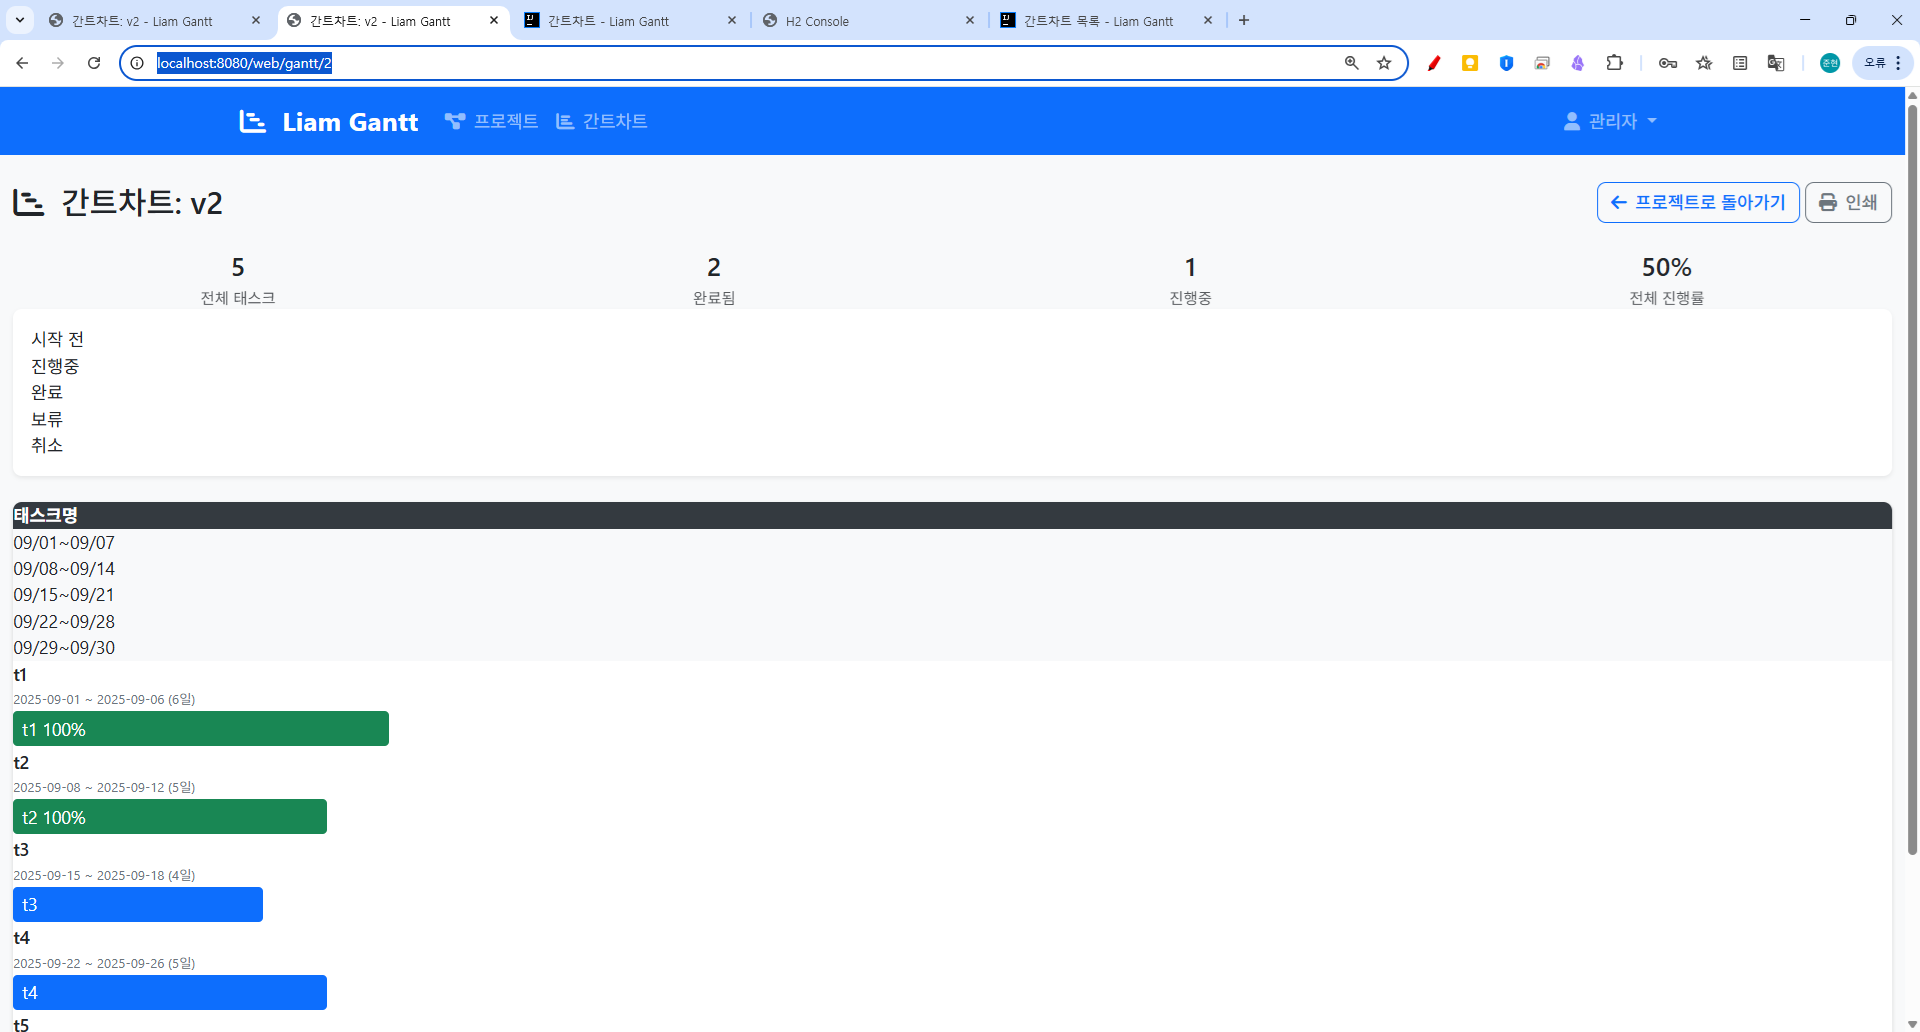 간트차트: v2 - Liam Gantt
간트차트: v2 - Liam Gantt
간트차트 - Liam Gantt
H2 Console
간트차트 목록 - Liam Gantt
localhost:8080/web/gantt/2
준현
오류
Liam Gantt
프로젝트
간트차트
관리자
간트차트: v2
프로젝트로 돌아가기
인쇄
5
2
1
50%
전체 태스크
완료됨
진행중
전체 진행률
시작 전
진행중
완료
보류
취소
태스크명
09/01~09/07
09/08~09/14
09/15~09/21
09/22~09/28
09/29~09/30
t1
2025-09-01 ~ 2025-09-06 (6일)
t1 100%
t2
2025-09-08 ~ 2025-09-12 (5일)
t2 100%
t3
2025-09-15 ~ 2025-09-18 (4일)
t3
t4
2025-09-22 ~ 2025-09-26 (5일)
t4
t5